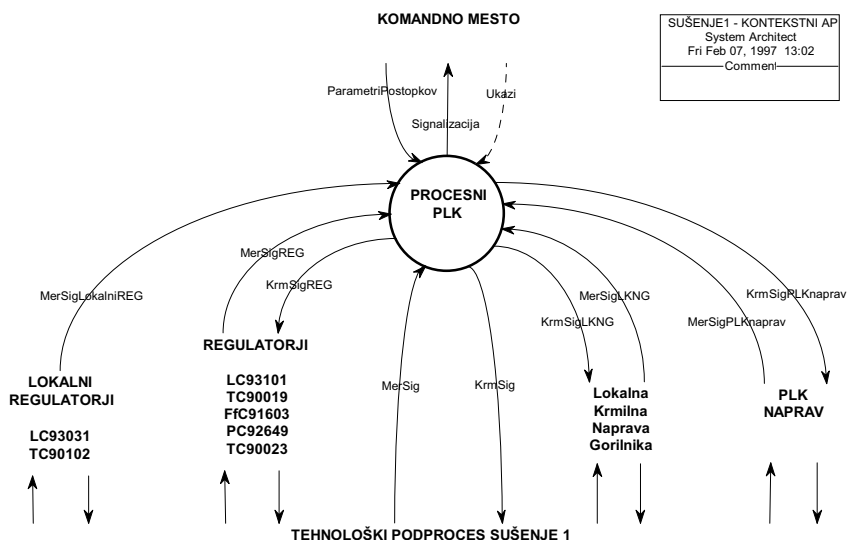 KOMANDNO MESTO
SUŠENJE1 - KONTEKSTNI AP
System Architect
Fri Feb 07, 1997 13:02
Comment
ParametriPostopkov
Ukazi
Signalizacija
PROCESNI
PLK
MerSigREG
KrmSigREG
MerSigLokalniREG
MerSigLKNG
KrmSigLKNG
KrmSigPLKnaprav
MerSigPLKnaprav
MerSig
KrmSig
LOKALNI
REGULATORJI
LC93031
TC90102
REGULATORJI
LC93101
TC90019
FfC91603
PC92649
TC90023
Lokalna
Krmilna
Naprava
Gorilnika
PLK
NAPRAV
TEHNOLOŠKI PODPROCES SUŠENJE 1